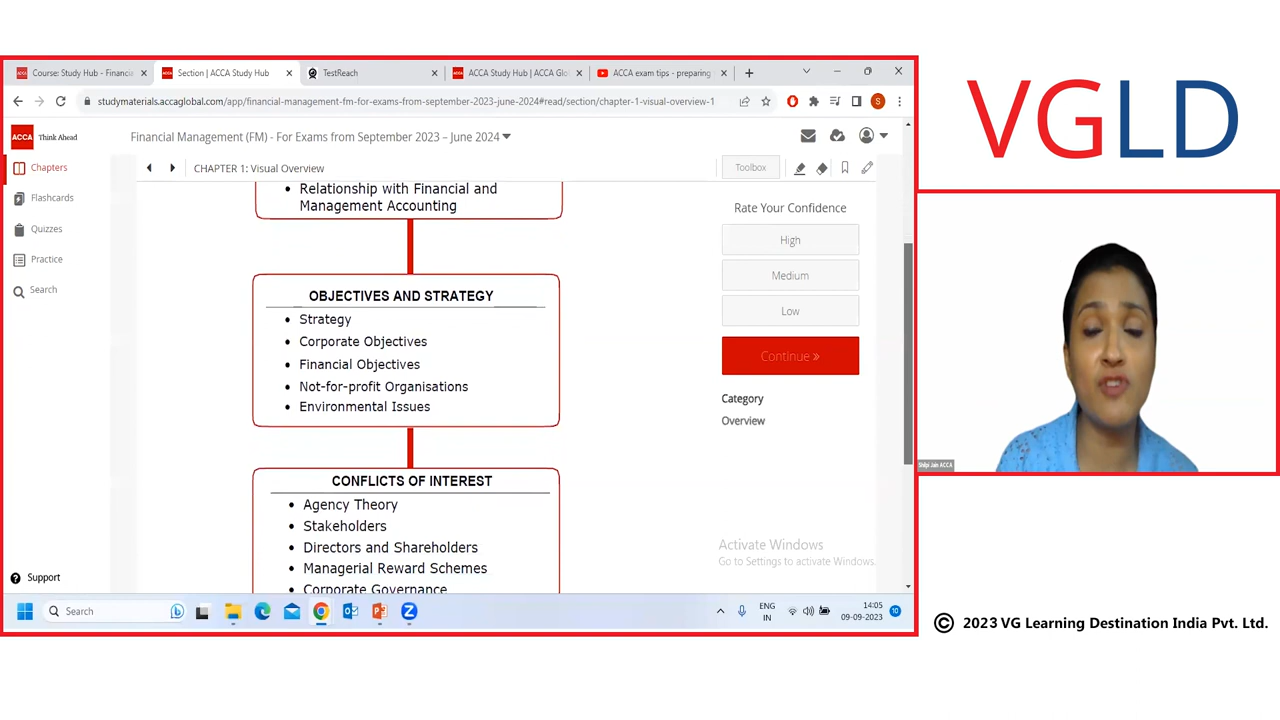 Course: Study Hub - Financia
Section | ACCA Study Hub
TestReach
ACCA Study Hub | ACCA Glo
ACCA exam tips - preparing
studymaterials.accaglobal.com/app/financial-management-fm-for-exams-from-september-2023-june-2024#read/section/chapter-1-visual-overview-1
S
ACCA
Think Ahead
Financial Management (FM) - For Exams from September 2023 – June 2024
Chapters
Flashcards
Quizzes
Practice
Search
Support
CHAPTER 1: Visual Overview
Toolbox
• Relationship with Financial and
Management Accounting
OBJECTIVES AND STRATEGY
• Strategy
• Corporate Objectives
• Financial Objectives
• Not-for-profit Organisations
• Environmental Issues
CONFLICTS OF INTEREST
• Agency Theory
• Stakeholders
• Directors and Shareholders
• Managerial Reward Schemes
• Corporate Governance
Rate Your Confidence
High
Medium
Low
Continue »
Category
Overview
Activate Windows
Go to Settings to activate Windows.
Search
ENG
IN
14:05
09-09-2023
10
VGLD
Shilpi Jain ACCA
© 2023 VG Learning Destination India Pvt. Ltd.